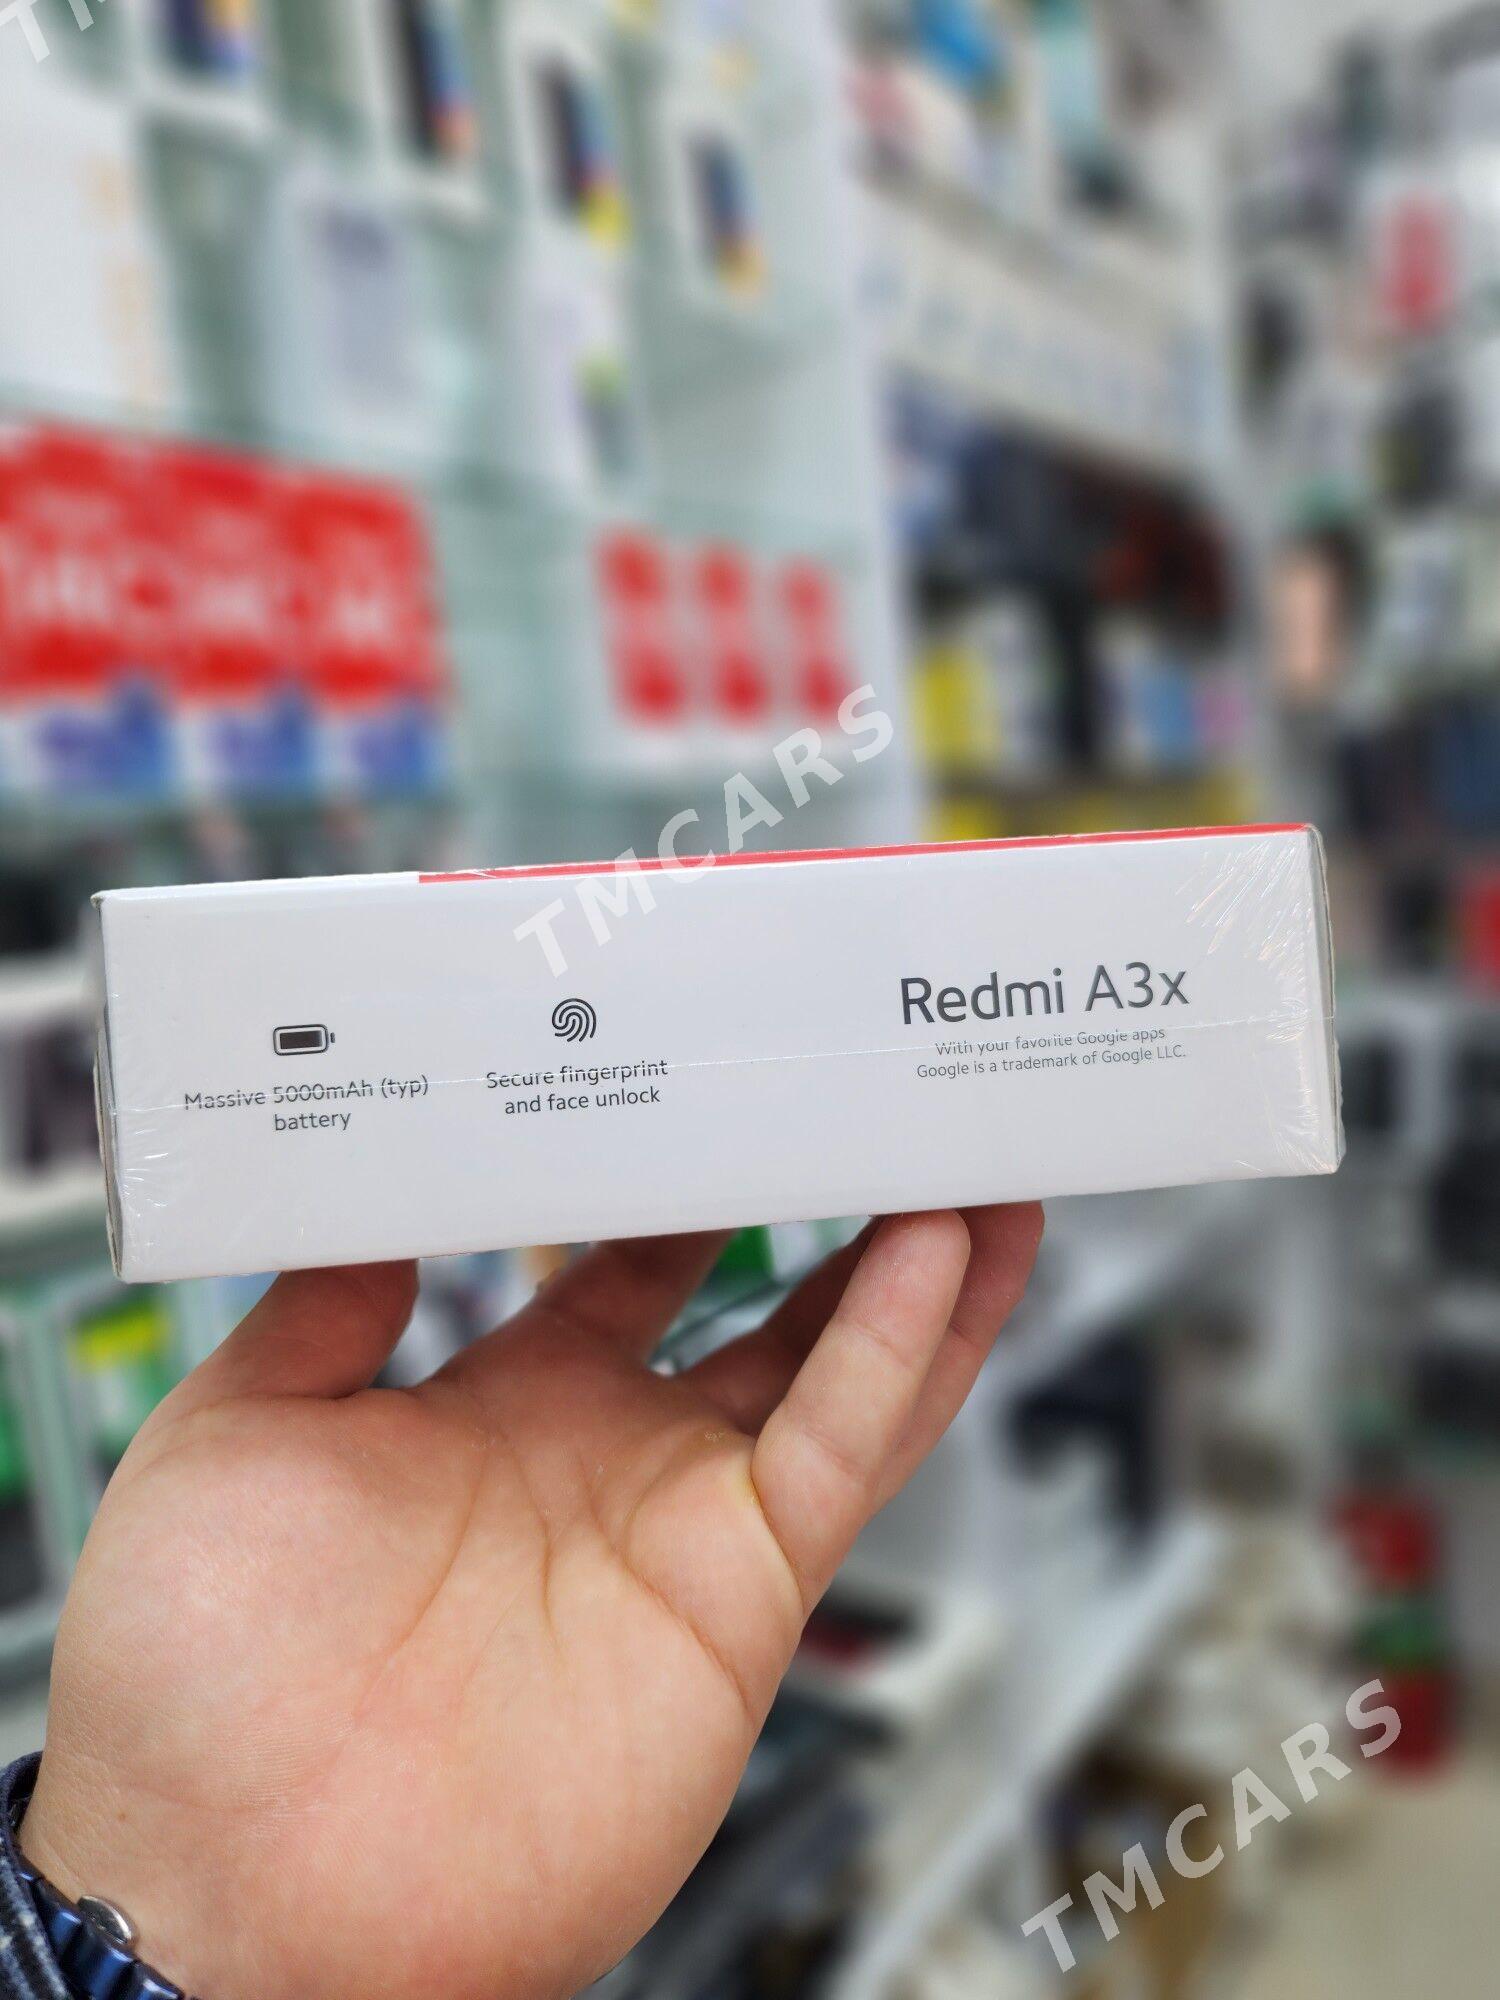 TMCARS
Redmi A3x
With your favorite Google apps
Google is a trademark of Google LLC.
Massive 5000mAh (typ)
battery
Secure fingerprint
and face unlock
TMCARS